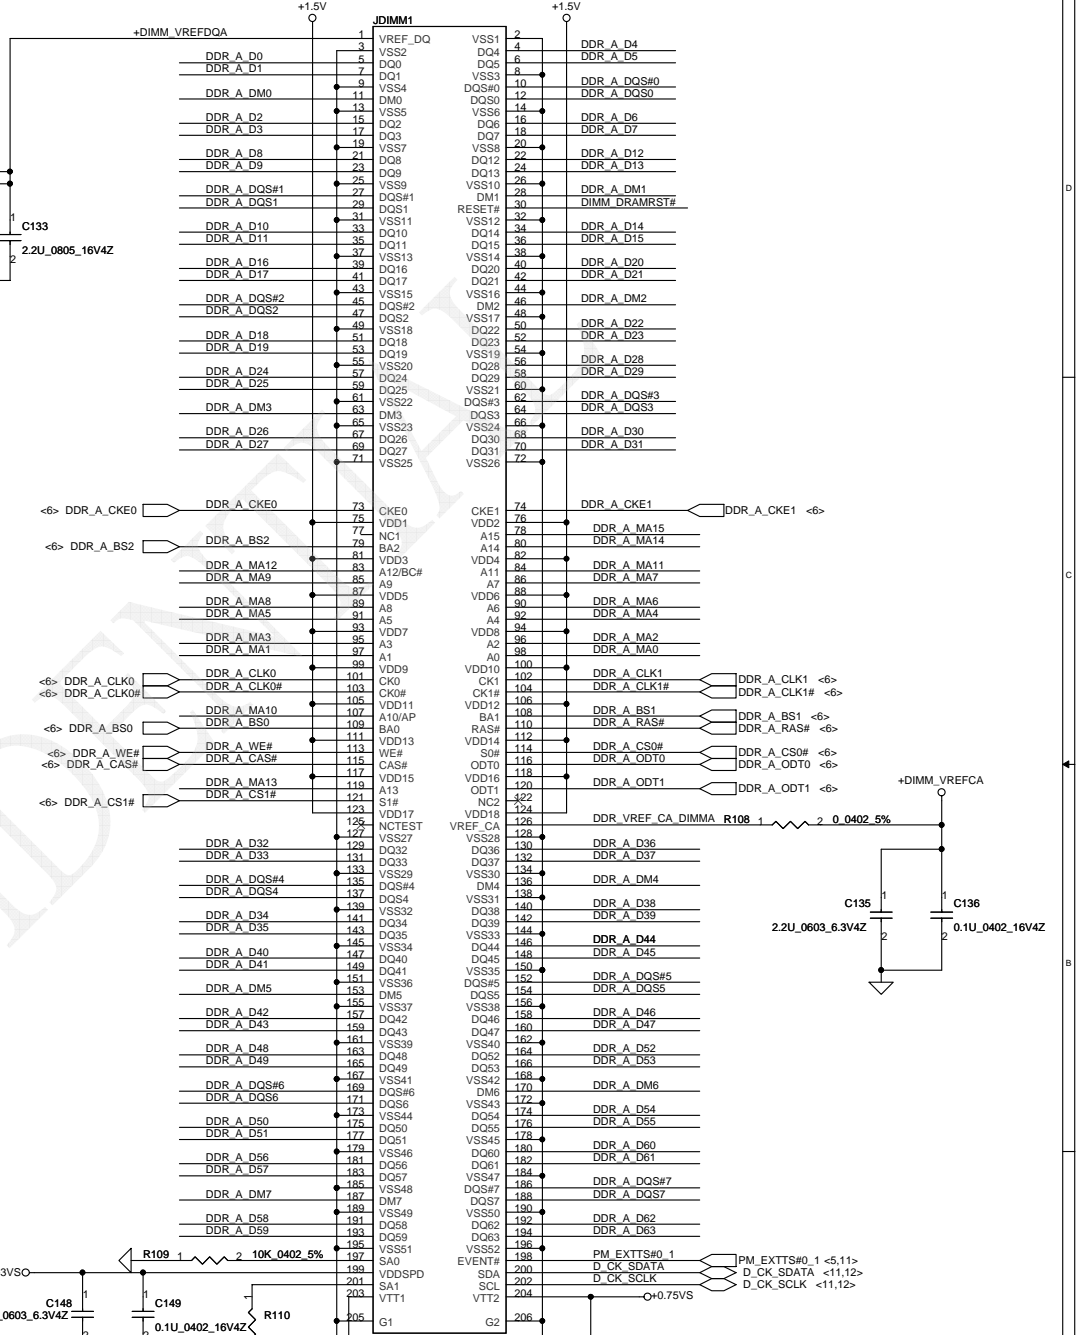 +1.5V +1.5V
JDIMM1
+DIMM_VREFDQA 1 VREF_DQ VSS1 2
3 VSS2 DQ4 4 DDR_A_D4
DDR_A_D0 5 DQ0 DQ5 6 DDR_A_D5
DDR_A_D1 7 DQ1 VSS3 8
9 VSS4 DQS#0 10 DDR_A_DQS#0
DDR_A_DM0 11 DM0 DQS0 12 DDR_A_DQS0
13 VSS5 VSS6 14
DDR_A_D2 15 DQ2 DQ6 16 DDR_A_D6
DDR_A_D3 17 DQ3 DQ7 18 DDR_A_D7
19 VSS7 VSS8 20
DDR_A_D8 21 DQ8 DQ12 22 DDR_A_D12
DDR_A_D9 23 DQ9 DQ13 24 DDR_A_D13
25 VSS9 VSS10 26
DDR_A_DQS#1 27 DQS#1 DM1 28 DDR_A_DM1
DDR_A_DQS1 29 DQS1 RESET# 30 DIMM_DRAMRST#
31 VSS11 VSS12 32
DDR_A_D10 33 DQ10 DQ14 34 DDR_A_D14
DDR_A_D11 35 DQ11 DQ15 36 DDR_A_D15
37 VSS13 VSS14 38
DDR_A_D16 39 DQ16 DQ20 40 DDR_A_D20
DDR_A_D17 41 DQ17 DQ21 42 DDR_A_D21
43 VSS15 VSS16 44
DDR_A_DQS#2 45 DQS#2 DM2 46 DDR_A_DM2
DDR_A_DQS2 47 DQS2 VSS17 48
49 VSS18 DQ22 50 DDR_A_D22
DDR_A_D18 51 DQ18 DQ23 52 DDR_A_D23
DDR_A_D19 53 DQ19 VSS19 54
55 VSS20 DQ28 56 DDR_A_D28
DDR_A_D24 57 DQ24 DQ29 58 DDR_A_D29
DDR_A_D25 59 DQ25 VSS21 60
61 VSS22 DQS#3 62 DDR_A_DQS#3
DDR_A_DM3 63 DM3 DQS3 64 DDR_A_DQS3
65 VSS23 VSS24 66
DDR_A_D26 67 DQ26 DQ30 68 DDR_A_D30
DDR_A_D27 69 DQ27 DQ31 70 DDR_A_D31
71 VSS25 VSS26 72
1
C133
2.2U_0805_16V4Z
2
D
<6> DDR_A_CKE0 DDR_A_CKE0 73 CKE0 CKE1 74 DDR_A_CKE1 DDR_A_CKE1 <6>
75 VDD1 VDD2 76
77 NC1 A15 78 DDR_A_MA15
<6> DDR_A_BS2 DDR_A_BS2 79 BA2 A14 80 DDR_A_MA14
81 VDD3 VDD4 82
DDR_A_MA12 83 A12/BC# A11 84 DDR_A_MA11
DDR_A_MA9 85 A9 A7 86 DDR_A_MA7
C
87 VDD5 VDD6 88
DDR_A_MA8 89 A8 A6 90 DDR_A_MA6
DDR_A_MA5 91 A5 A4 92 DDR_A_MA4
93 VDD7 VDD8 94
DDR_A_MA3 95 A3 A2 96 DDR_A_MA2
DDR_A_MA1 97 A1 A0 98 DDR_A_MA0
99 VDD9 VDD10 100
<6> DDR_A_CLK0 DDR_A_CLK0 101 CK0 CK1 102 DDR_A_CLK1 DDR_A_CLK1 <6>
<6> DDR_A_CLK0# DDR_A_CLK0# 103 CK0# CK1# 104 DDR_A_CLK1# DDR_A_CLK1# <6>
105 VDD11 VDD12 106
DDR_A_MA10 107 A10/AP BA1 108 DDR_A_BS1 DDR_A_BS1 <6>
<6> DDR_A_BS0 DDR_A_BS0 109 BA0 RAS# 110 DDR_A_RAS# DDR_A_RAS# <6>
111 VDD13 VDD14 112
<6> DDR_A_WE# DDR_A_WE# 113 WE# S0# 114 DDR_A_CS0# DDR_A_CS0# <6>
<6> DDR_A_CAS# DDR_A_CAS# 115 CAS# ODT0 116 DDR_A_ODT0 DDR_A_ODT0 <6>
117 VDD15 VDD16 118
DDR_A_MA13 119 A13 ODT1 120 DDR_A_ODT1 DDR_A_ODT1 <6>
<6> DDR_A_CS1# DDR_A_CS1# 121 S1# NC2 122
123 VDD17 VDD18 124
125 NCTEST VREF_CA 126 DDR_VREF_CA_DIMMA R108 1 2 0_0402_5%
+DIMM_VREFCA
127 VSS27 VSS28 128
DDR_A_D32 129 DQ32 DQ36 130 DDR_A_D36
DDR_A_D33 131 DQ33 DQ37 132 DDR_A_D37
133 VSS29 VSS30 134
DDR_A_DQS#4 135 DQS#4 DM4 136 DDR_A_DM4
DDR_A_DQS4 137 DQS4 VSS31 138
139 VSS32 DQ38 140 DDR_A_D38
DDR_A_D34 141 DQ34 DQ39 142 DDR_A_D39
DDR_A_D35 143 DQ35 VSS33 144
145 VSS34 DQ44 146 DDR_A_D44
DDR_A_D40 147 DQ40 DQ45 148 DDR_A_D45
DDR_A_D41 149 DQ41 VSS35 150
151 VSS36 DQS#5 152 DDR_A_DQS#5
DDR_A_DM5 153 DM5 DQS5 154 DDR_A_DQS5
155 VSS37 VSS38 156
DDR_A_D42 157 DQ42 DQ46 158 DDR_A_D46
DDR_A_D43 159 DQ43 DQ47 160 DDR_A_D47
161 VSS39 VSS40 162
DDR_A_D48 163 DQ48 DQ52 164 DDR_A_D52
DDR_A_D49 165 DQ49 DQ53 166 DDR_A_D53
167 VSS41 VSS42 168
DDR_A_DQS#6 169 DQS#6 DM6 170 DDR_A_DM6
DDR_A_DQS6 171 DQS6 VSS43 172
173 VSS44 DQ54 174 DDR_A_D54
DDR_A_D50 175 DQ50 DQ55 176 DDR_A_D55
DDR_A_D51 177 DQ51 VSS45 178
179 VSS46 DQ60 180 DDR_A_D60
DDR_A_D56 181 DQ56 DQ61 182 DDR_A_D61
DDR_A_D57 183 DQ57 VSS47 184
185 VSS48 DQS#7 186 DDR_A_DQS#7
DDR_A_DM7 187 DM7 DQS7 188 DDR_A_DQS7
189 VSS49 VSS50 190
DDR_A_D58 191 DQ58 DQ62 192 DDR_A_D62
DDR_A_D59 193 DQ59 DQ63 194 DDR_A_D63
195 VSS51 VSS52 196
R109 1 2 10K_0402_5% 197 SA0 EVENT# 198 PM_EXTTS#0_1 PM_EXTTS#0_1 <5,11>
3VS 199 VDDSPD SDA 200 D_CK_SDATA D_CK_SDATA <11,12>
201 SA1 SCL 202 D_CK_SCLK D_CK_SCLK <11,12>
203 VTT1 VTT2 204 +0.75VS
205 G1 G2 206
1 1
C135 C136
2.2U_0603_6.3V4Z 0.1U_0402_16V4Z
2 2
B
1 1 1
C148 C149 R110
_0603_6.3V4Z 0.1U_0402_16V4Z
2 2
IDENTIAL